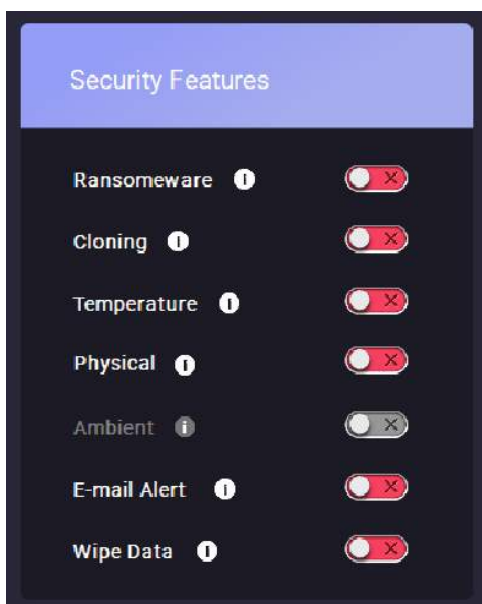 Security Features
Ransomeware
Cloning
Temperature
Physical
Ambient
E-mail Alert
Wipe Data